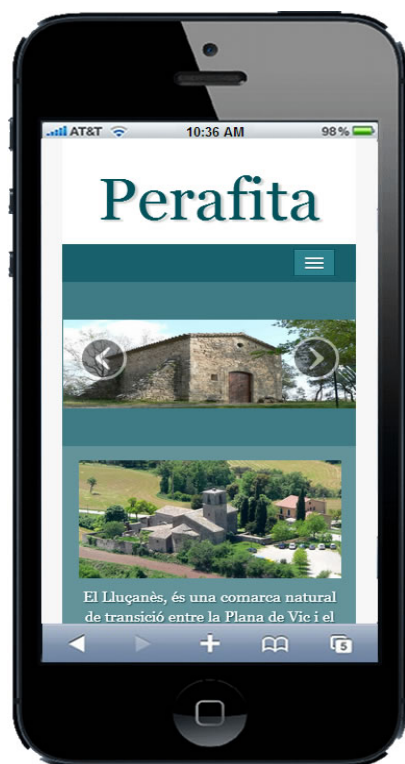 AT&T 10:36 AM 98%
Perafita
El Lluçanès, és una comarca natural
de transició entre la Plana de Vic i el
5